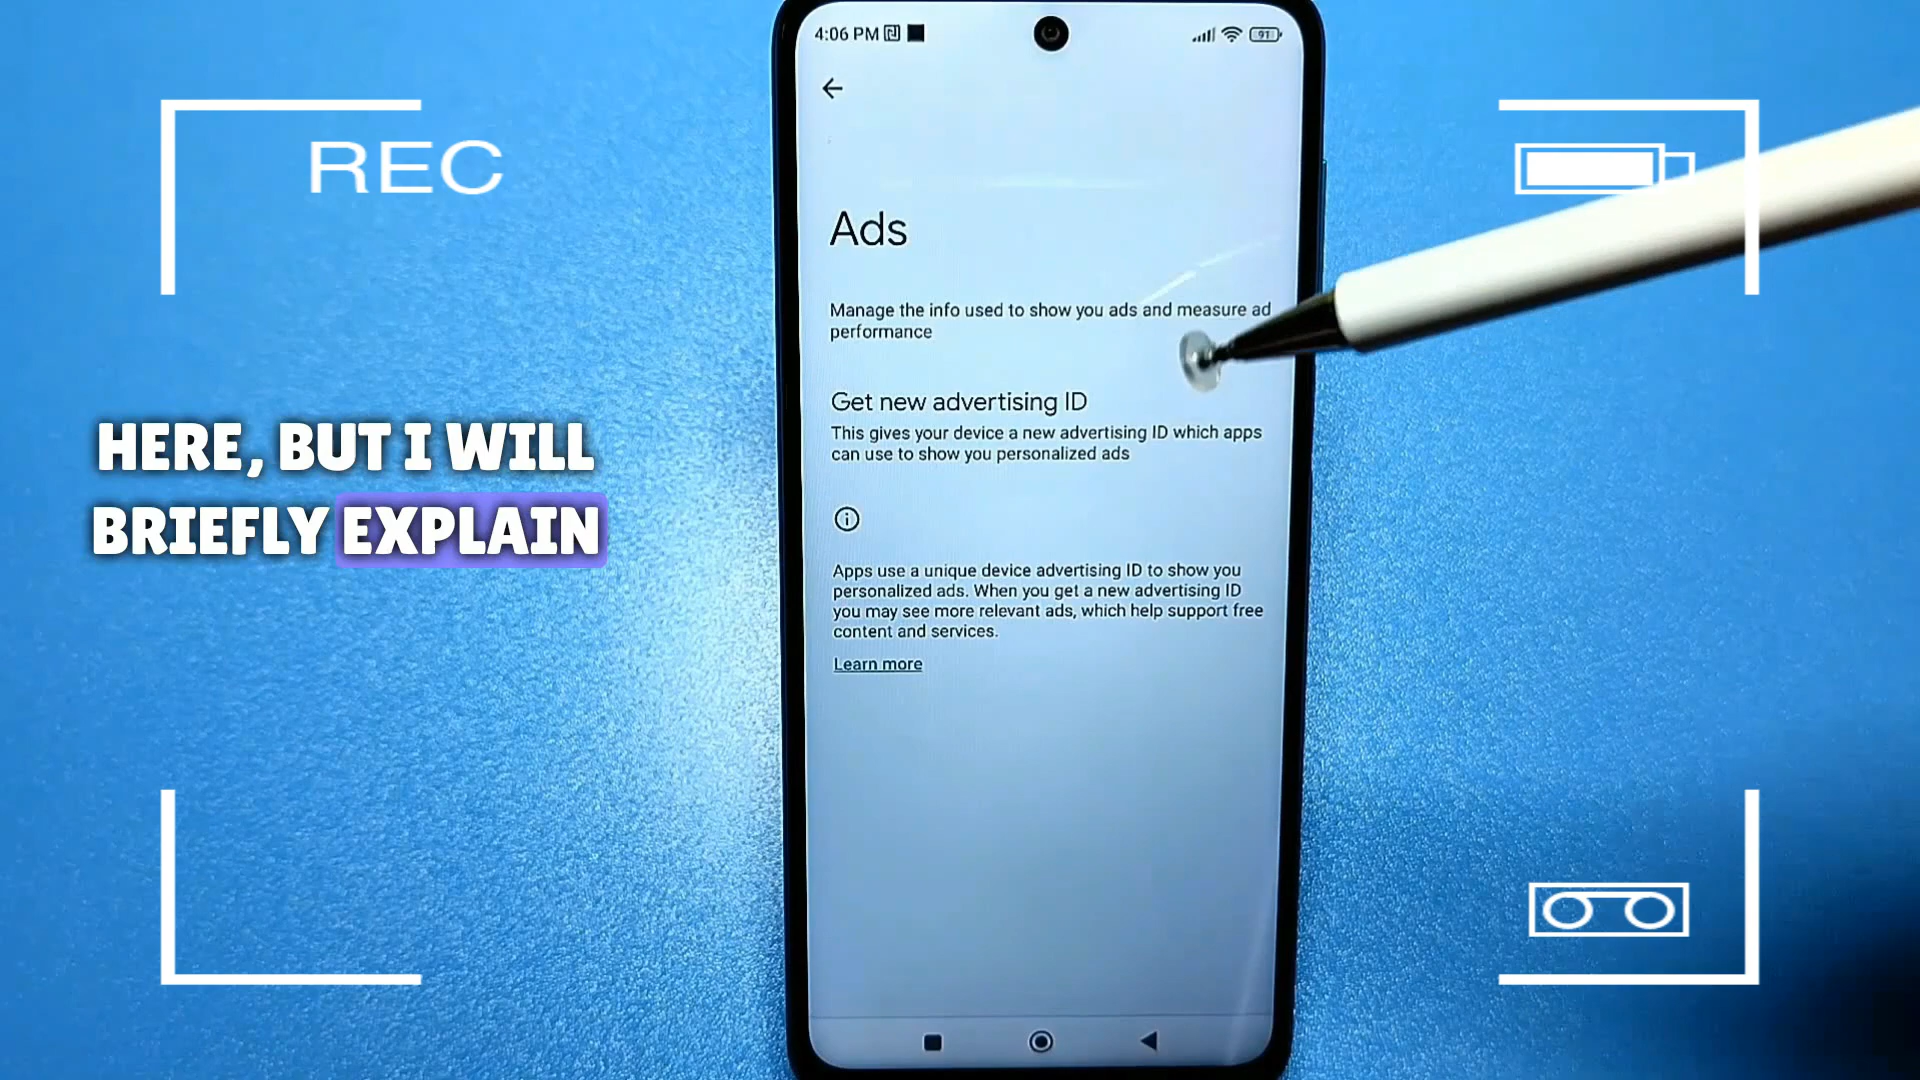 4:06 PM
91
REC
Ads
Manage the info used to show you ads and measure ad
performance
HERE, BUT I WILL
BRIEFLY EXPLAIN
Get new advertising ID
This gives your device a new advertising ID which apps
can use to show you personalized ads
Apps use a unique device advertising ID to show you
personalized ads. When you get a new advertising ID
you may see more relevant ads, which help support free
content and services.
Learn more